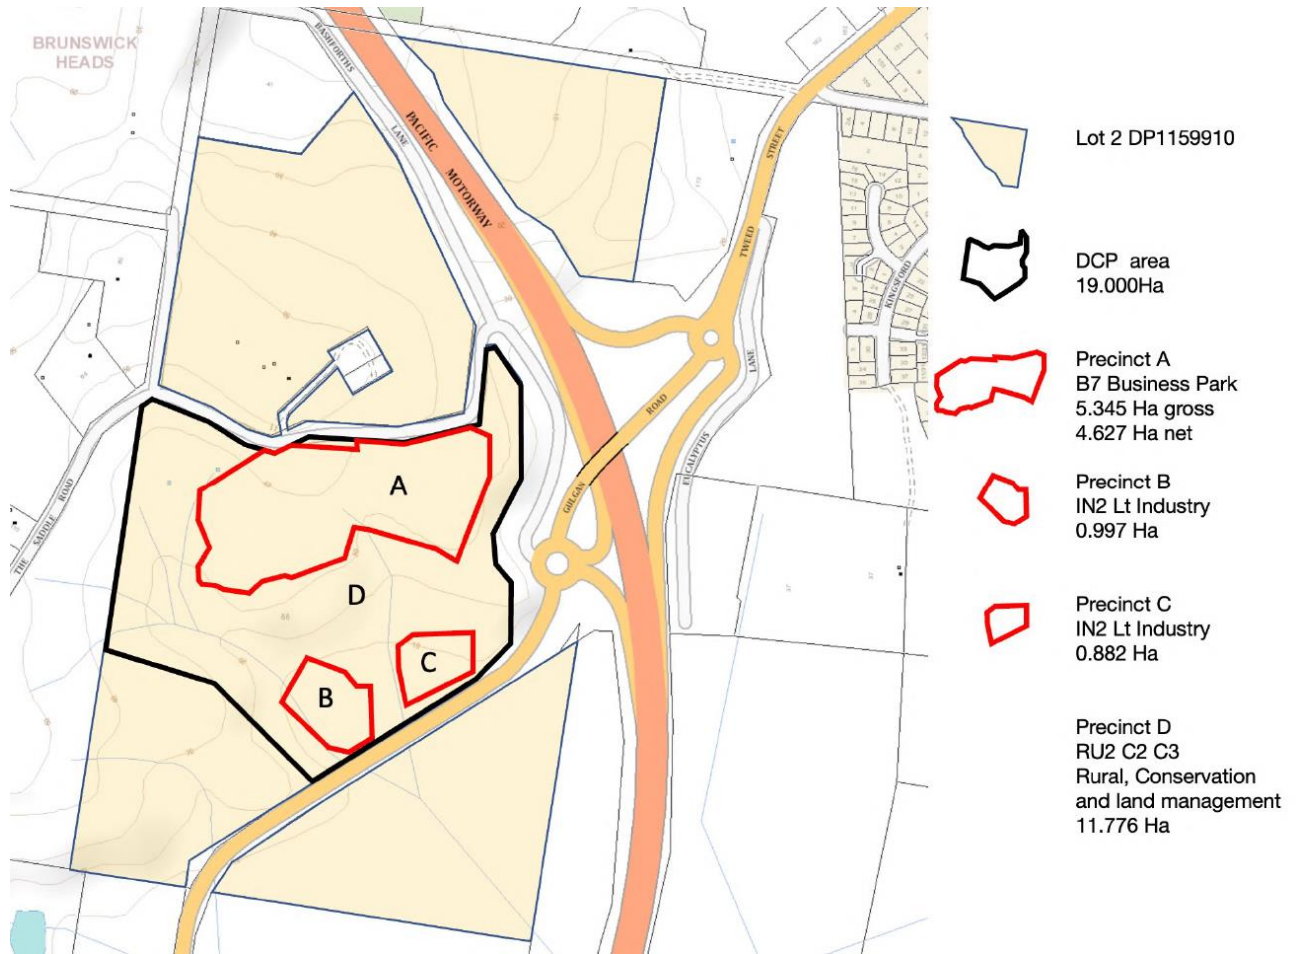 BRUNSWICK
HEADS
BASHFORTHS
LANE
PACIFIC
MOTORWAY
STREET
TWEED
KINGSFORD
LANE
EUCALYPTUS
ROAD
GULGAN
THE SADDLE ROAD
A
D
C
B
Lot 2 DP1159910
DCP area
19.000Ha
Precinct A
B7 Business Park
5.345 Ha gross
4.627 Ha net
Precinct B
IN2 Lt Industry
0.997 Ha
Precinct C
IN2 Lt Industry
0.882 Ha
Precinct D
RU2 C2 C3
Rural, Conservation
and land management
11.776 Ha